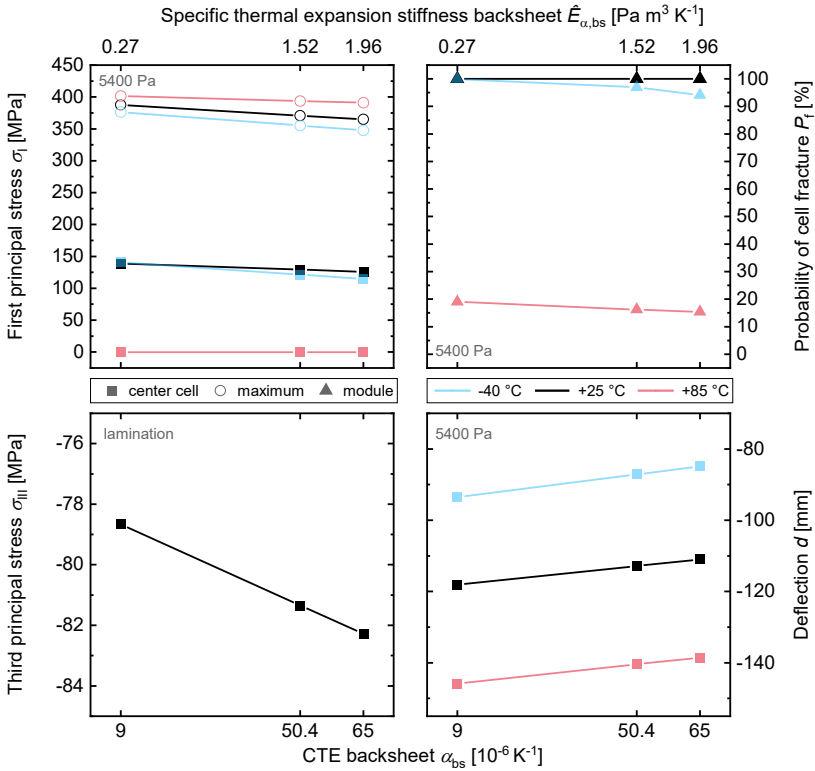 Specific thermal expansion stiffness backsheet Ê_α,bs [Pa m³ K⁻¹]
0.27 1.52 1.96 0.27 1.52 1.96
First principal stress σ_I [MPa]
450
400
350
300
250
200
150
100
50
0
5400 Pa
5400 Pa
100
90
80
70
60
50
40
30
20
10
0
Probability of cell fracture P_f [%]
center cell maximum module
-40 °C +25 °C +85 °C
Third principal stress σ_III [MPa]
-76
-78
-80
-82
-84
lamination
5400 Pa
-80
-100
-120
-140
Deflection d [mm]
9 50.4 65 9 50.4 65
CTE backsheet α_bs [10⁻⁶ K⁻¹]